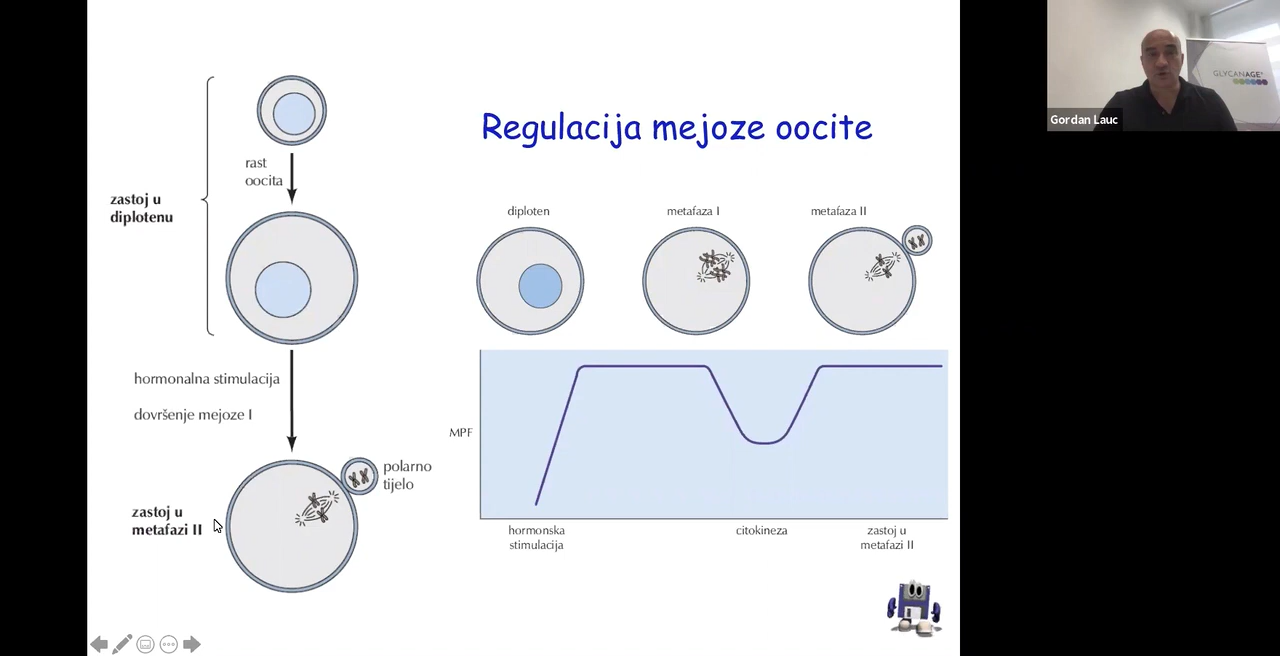 Regulacija mejoze oocite
rast
oocita
zastoj u
diplotenu
hormonalna stimulacija
dovršenje mejoze I
polarno
tijelo
zastoj u
metafazi II
diploten
metafaza I
metafaza II
MPF
hormonska
stimulacija
citokineza
zastoj u
metafazi II
GLYCANAGE
Gordan Lauc